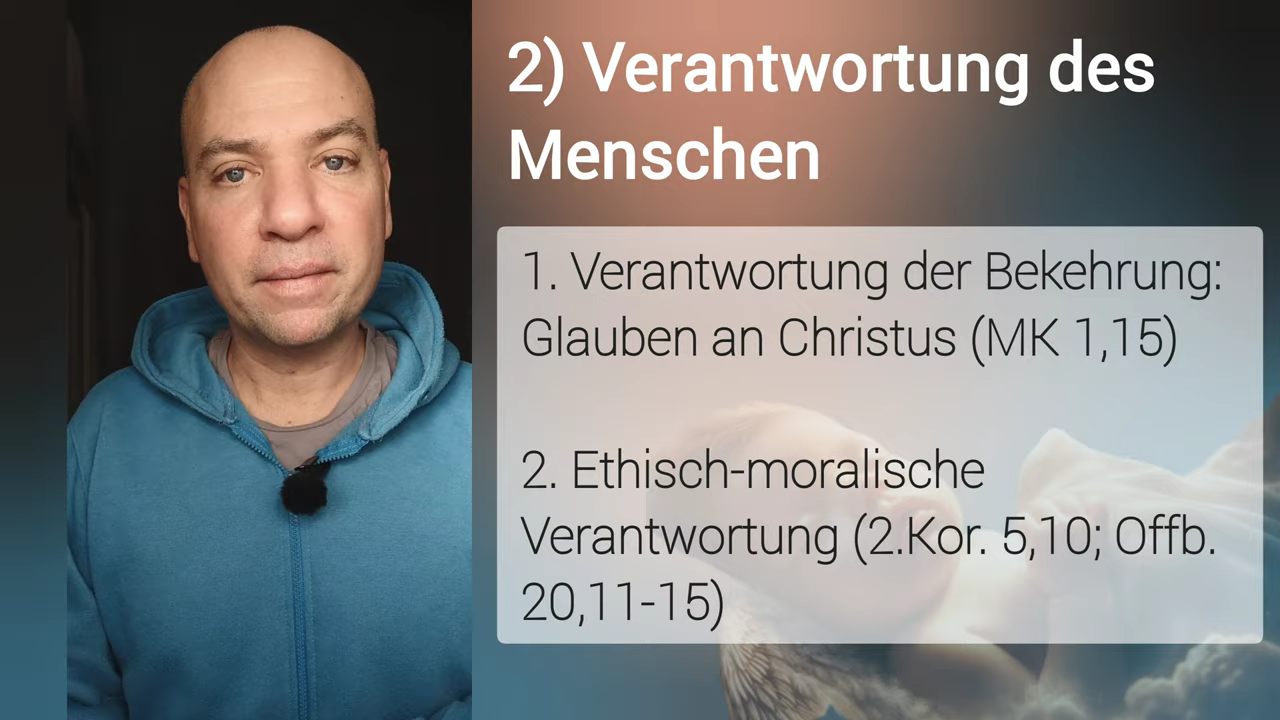 2) Verantwortung des
Menschen
1. Verantwortung der Bekehrung:
Glauben an Christus (MK 1,15)
2. Ethisch-moralische
Verantwortung (2.Kor. 5,10; Offb.
20,11-15)